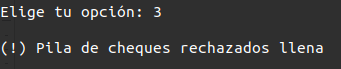 Elige tu opción: 3
(!) Pila de cheques rechazados llena